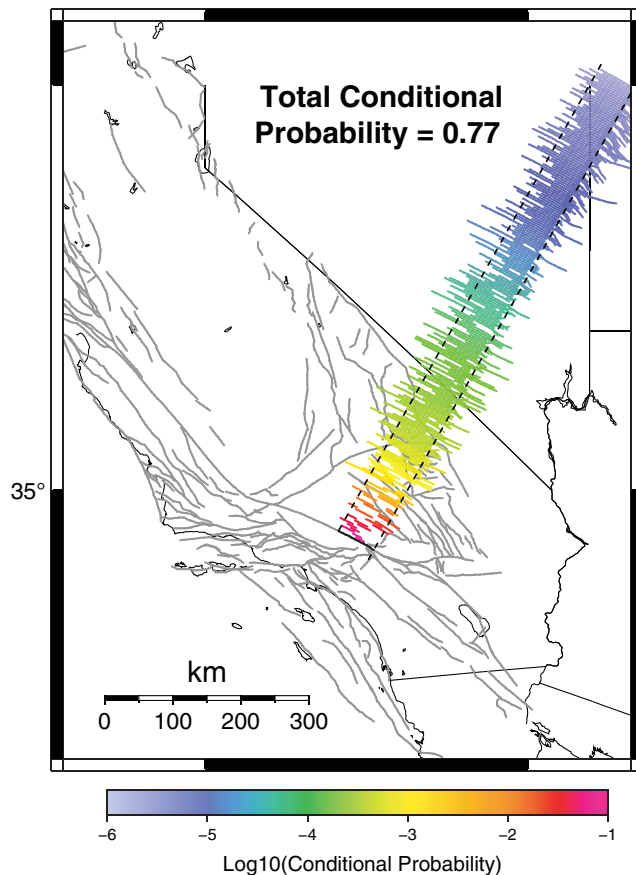 Total Conditional
Probability = 0.77
35°
km
0 100 200 300
−6 −5 −4 −3 −2 −1
Log10(Conditional Probability)